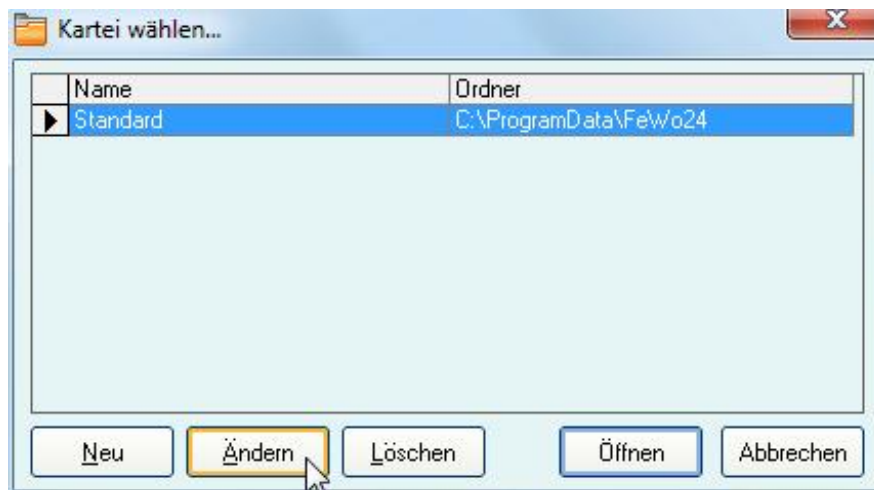 Kartei wählen...
Name Ordner
Standard C:\ProgramData\FeWo24
Neu Ändern Löschen Öffnen Abbrechen